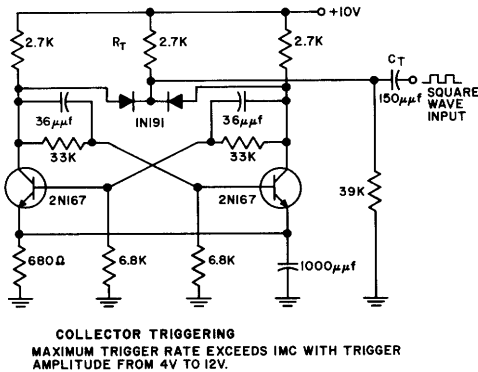 +10V
2.7K
RT
2.7K
2.7K
CT
150μμf
SQUARE
WAVE
INPUT
36μμf
1N191
36μμf
33K
33K
2N167
2N167
39K
680Ω
6.8K
6.8K
1000μμf
COLLECTOR TRIGGERING
MAXIMUM TRIGGER RATE EXCEEDS 1MC WITH TRIGGER
AMPLITUDE FROM 4V TO 12V.